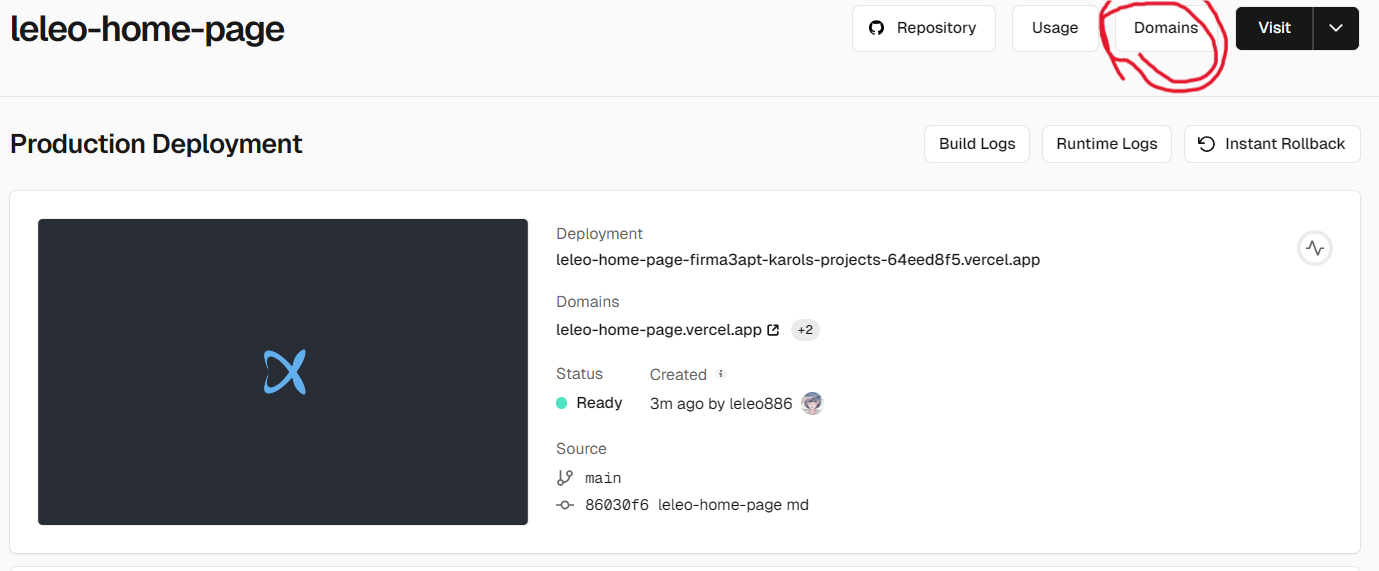 leleo-home-page
Repository
Usage
Domains
Visit
Production Deployment
Build Logs
Runtime Logs
Instant Rollback
Deployment
leleo-home-page-firma3apt-karols-projects-64eed8f5.vercel.app
Domains
leleo-home-page.vercel.app
+2
Status
Created
Ready
3m ago by leleo886
Source
main
86030f6 leleo-home-page md